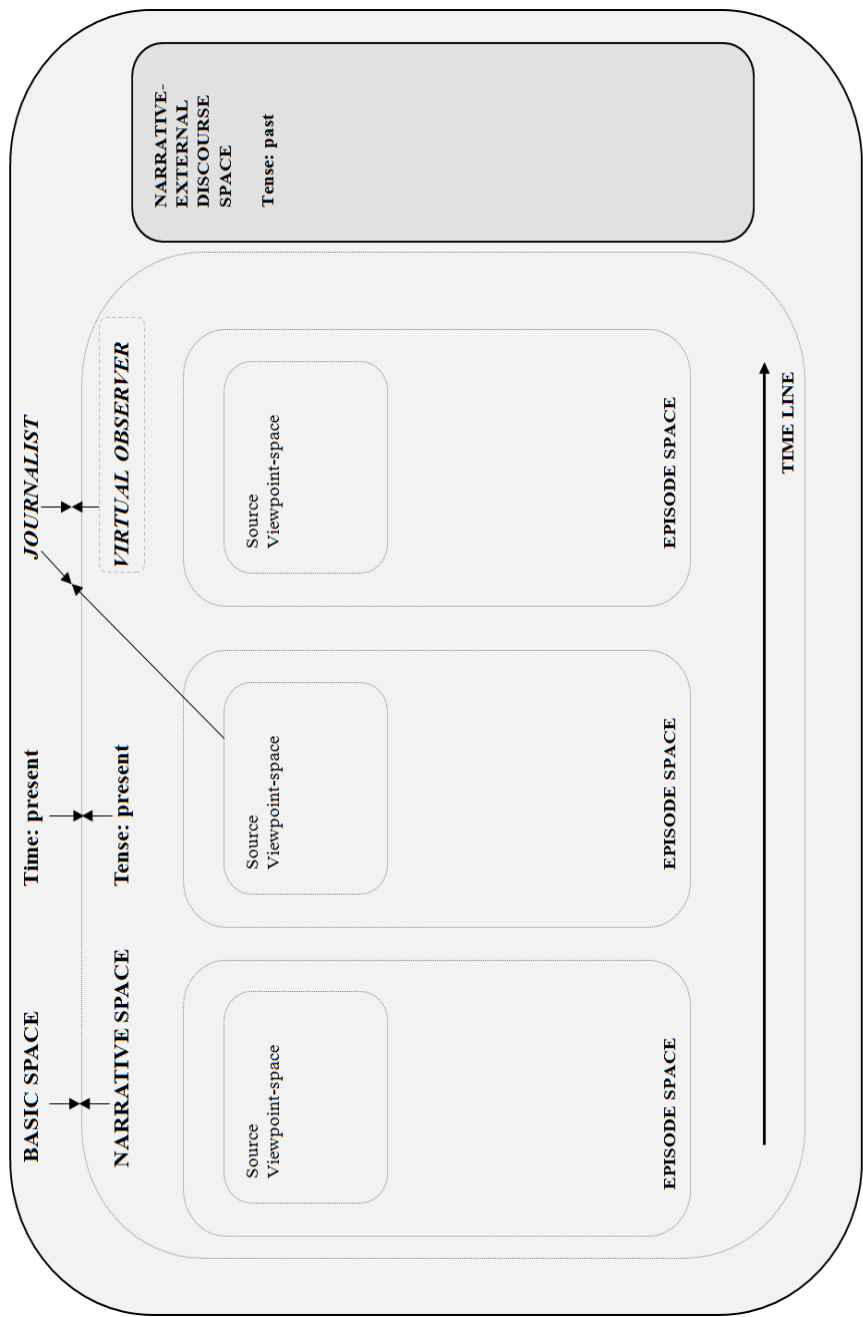 BASIC SPACE
Time: present
JOURNALIST
NARRATIVE SPACE
Tense: present
VIRTUAL OBSERVER
NARRATIVE-
EXTERNAL
DISCOURSE
SPACE
Tense: past
Source
Viewpoint-space
Source
Viewpoint-space
Source
Viewpoint-space
EPISODE SPACE
EPISODE SPACE
EPISODE SPACE
TIME LINE